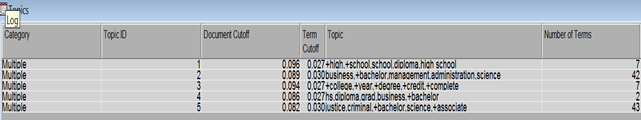 Topics
Log
Category Topic ID Document Cutoff Term Cutoff Topic Number of Terms
Multiple 1 0.096 0.027 +high,+school,school,diploma,high school 7
Multiple 2 0.089 0.030 business,+bachelor,management,administration,science 42
Multiple 3 0.094 0.027 +college,+year,+degree,+credit,+complete 7
Multiple 4 0.086 0.027 hs,diploma,grad,business,+bachelor 2
Multiple 5 0.082 0.030 justice,criminal,+bachelor,science,+associate 43